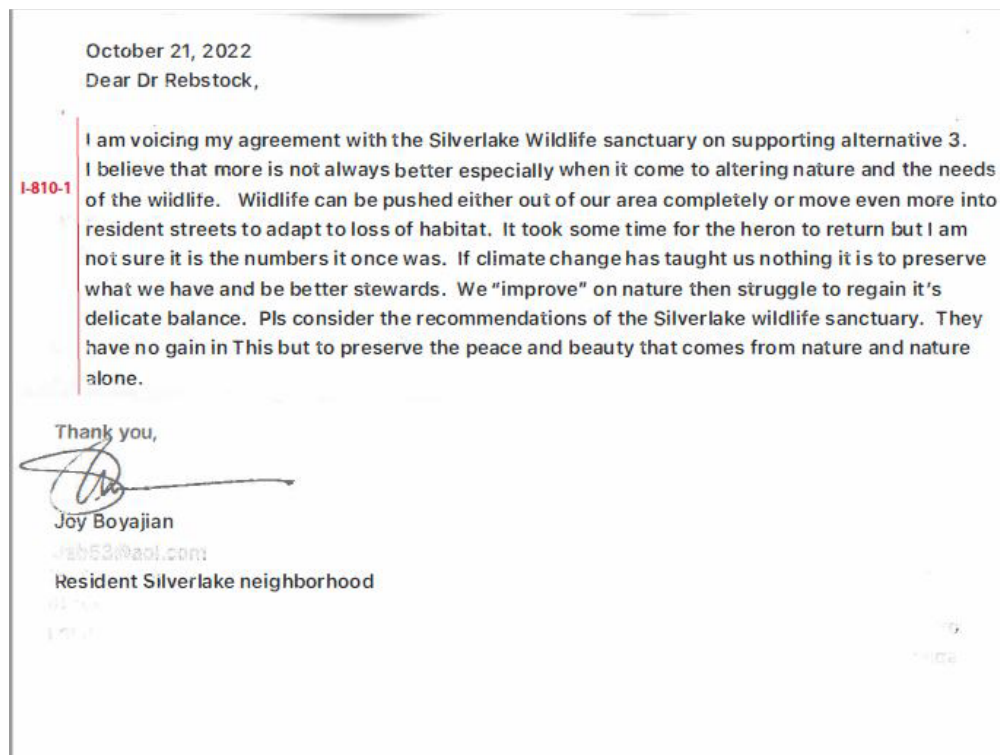 October 21, 2022
Dear Dr Rebstock,
I am voicing my agreement with the Silverlake Wildlife sanctuary on supporting alternative 3.
I believe that more is not always better especially when it come to altering nature and the needs
I-810-1
of the wiidlife. Wildlife can be pushed either out of our area completely or move even more into
resident streets to adapt to loss of habitat. It took some time for the heron to return but I am
not sure it is the numbers it once was. If climate change has taught us nothing it is to preserve
what we have and be better stewards. We “improve” on nature then struggle to regain it’s
delicate balance. Pls consider the recommendations of the Silverlake wildlife sanctuary. They
have no gain in This but to preserve the peace and beauty that comes from nature and nature
alone.
Thank you,
Joy Boyajian
Resident Silverlake neighborhood